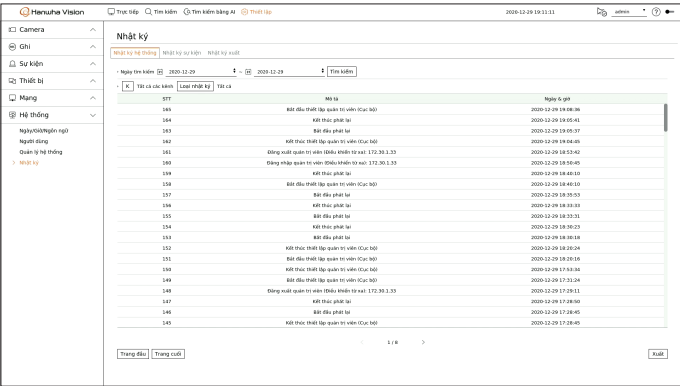 Hanwha Vision
Trực tiếp Tìm kiếm Tìm kiếm bằng AI Thiết lập 2020-12-29 19:11:11 admin
Camera
Ghi
Sự kiện
Thiết bị
Mạng
Hệ thống
Ngày/Giờ/Ngôn ngữ
Người dùng
Quản lý hệ thống
Nhật ký
Nhật ký
Nhật ký hệ thống Nhật ký sự kiện Nhật ký xuất
Ngày tìm kiếm 2020-12-29 ~ 2020-12-29 Tìm kiếm
K Tất cả các kênh Loại nhật ký Tất cả
STT Mô tả Ngày & giờ
165 Bắt đầu thiết lập quản trị viên (Cục bộ) 2020-12-29 19:08:36
164 Kết thúc phát lại 2020-12-29 19:05:41
163 Bắt đầu phát lại 2020-12-29 19:05:37
162 Kết thúc thiết lập quản trị viên (Cục bộ) 2020-12-29 19:04:45
161 Đăng xuất quản trị viên (Điều khiển từ xa): 172.30.1.33 2020-12-29 18:53:42
160 Đăng nhập quản trị viên (Điều khiển từ xa): 172.30.1.33 2020-12-29 18:50:45
159 Kết thúc phát lại 2020-12-29 18:40:10
158 Bắt đầu thiết lập quản trị viên (Cục bộ) 2020-12-29 18:40:10
157 Bắt đầu phát lại 2020-12-29 18:35:53
156 Kết thúc phát lại 2020-12-29 18:33:33
155 Bắt đầu phát lại 2020-12-29 18:33:31
154 Kết thúc phát lại 2020-12-29 18:30:23
153 Bắt đầu phát lại 2020-12-29 18:30:18
152 Kết thúc thiết lập quản trị viên (Cục bộ) 2020-12-29 18:20:24
151 Bắt đầu thiết lập quản trị viên (Cục bộ) 2020-12-29 18:20:16
150 Kết thúc thiết lập quản trị viên (Cục bộ) 2020-12-29 17:53:34
149 Bắt đầu thiết lập quản trị viên (Cục bộ) 2020-12-29 17:31:24
148 Đăng xuất quản trị viên (Điều khiển từ xa): 172.30.1.33 2020-12-29 17:29:11
147 Kết thúc phát lại 2020-12-29 17:28:50
146 Bắt đầu phát lại 2020-12-29 17:28:45
145 Kết thúc thiết lập quản trị viên (Cục bộ) 2020-12-29 17:28:45
1 / 8
Trang đầu Trang cuối Xuất